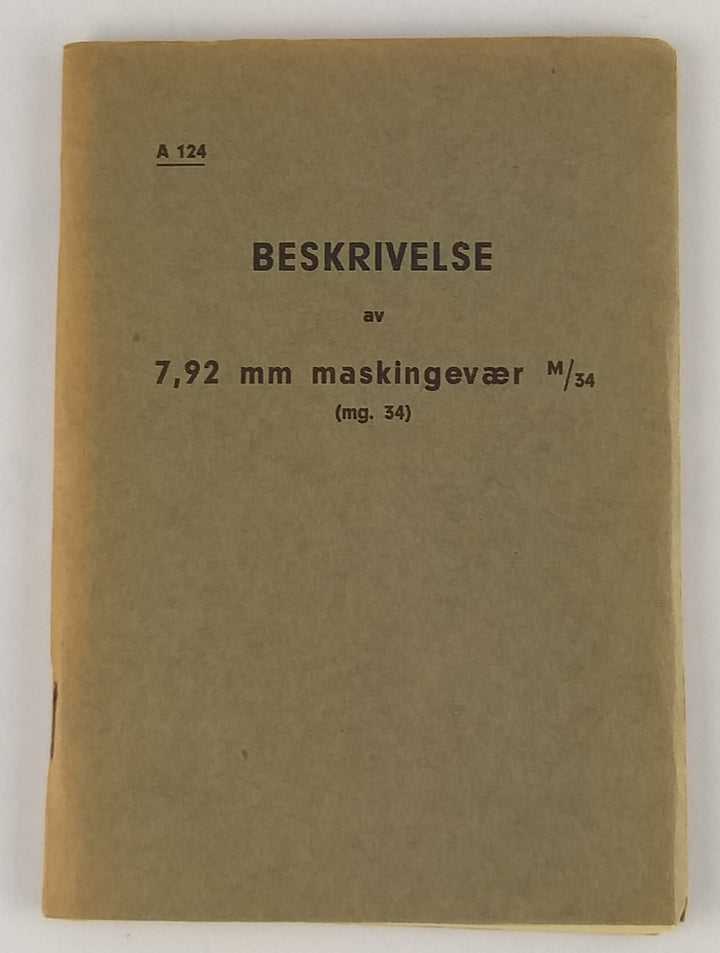 A 124
BESKRIVELSE
av
7,92 mm maskingevær M/34
(mg. 34)